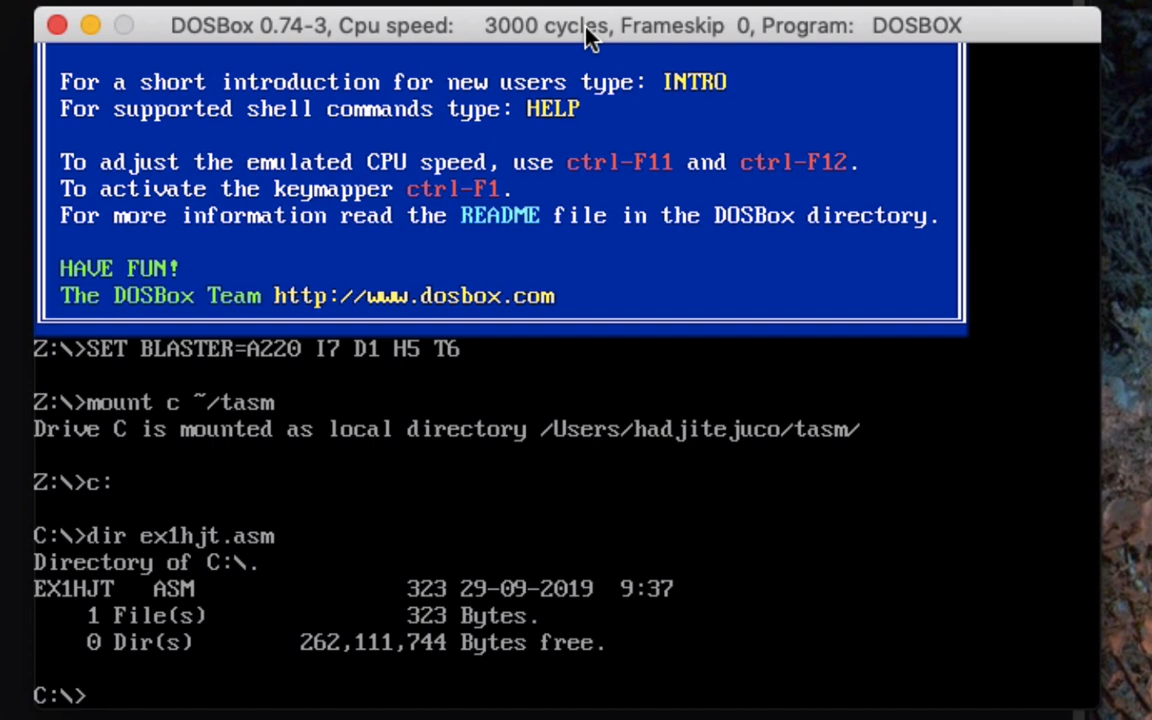 DOSBox 0.74-3, Cpu speed:    3000 cycles, Frameskip  0, Program:   DOSBOX
For a short introduction for new users type: INTRO
For supported shell commands type: HELP
To adjust the emulated CPU speed, use ctrl-F11 and ctrl-F12.
To activate the keymapper ctrl-F1.
For more information read the README file in the DOSBox directory.
HAVE FUN!
The DOSBox Team http://www.dosbox.com
Z:\>SET BLASTER=A220 I7 D1 H5 T6
Z:\>mount c ~/tasm
Drive C is mounted as local directory /Users/hadjitejuco/tasm/
Z:\>c:
C:\>dir ex1hjt.asm
Directory of C:\.
EX1HJT   ASM                323 29-09-2019  9:37
    1 File(s)               323 Bytes.
    0 Dir(s)        262,111,744 Bytes free.
C:\>